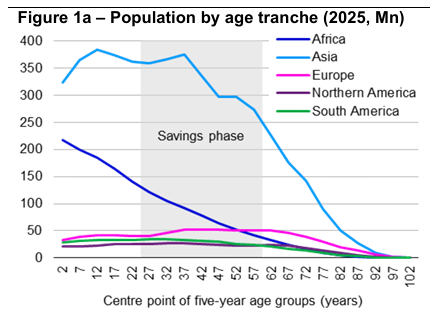 Figure 1a – Population by age tranche (2025, Mn)
400
350
300
250
200
150
100
50
0
Africa
Asia
Europe
Northern America
South America
Savings phase
2 7 12 17 22 27 32 37 42 47 52 57 62 67 72 77 82 87 92 97 102
Centre point of five-year age groups (years)